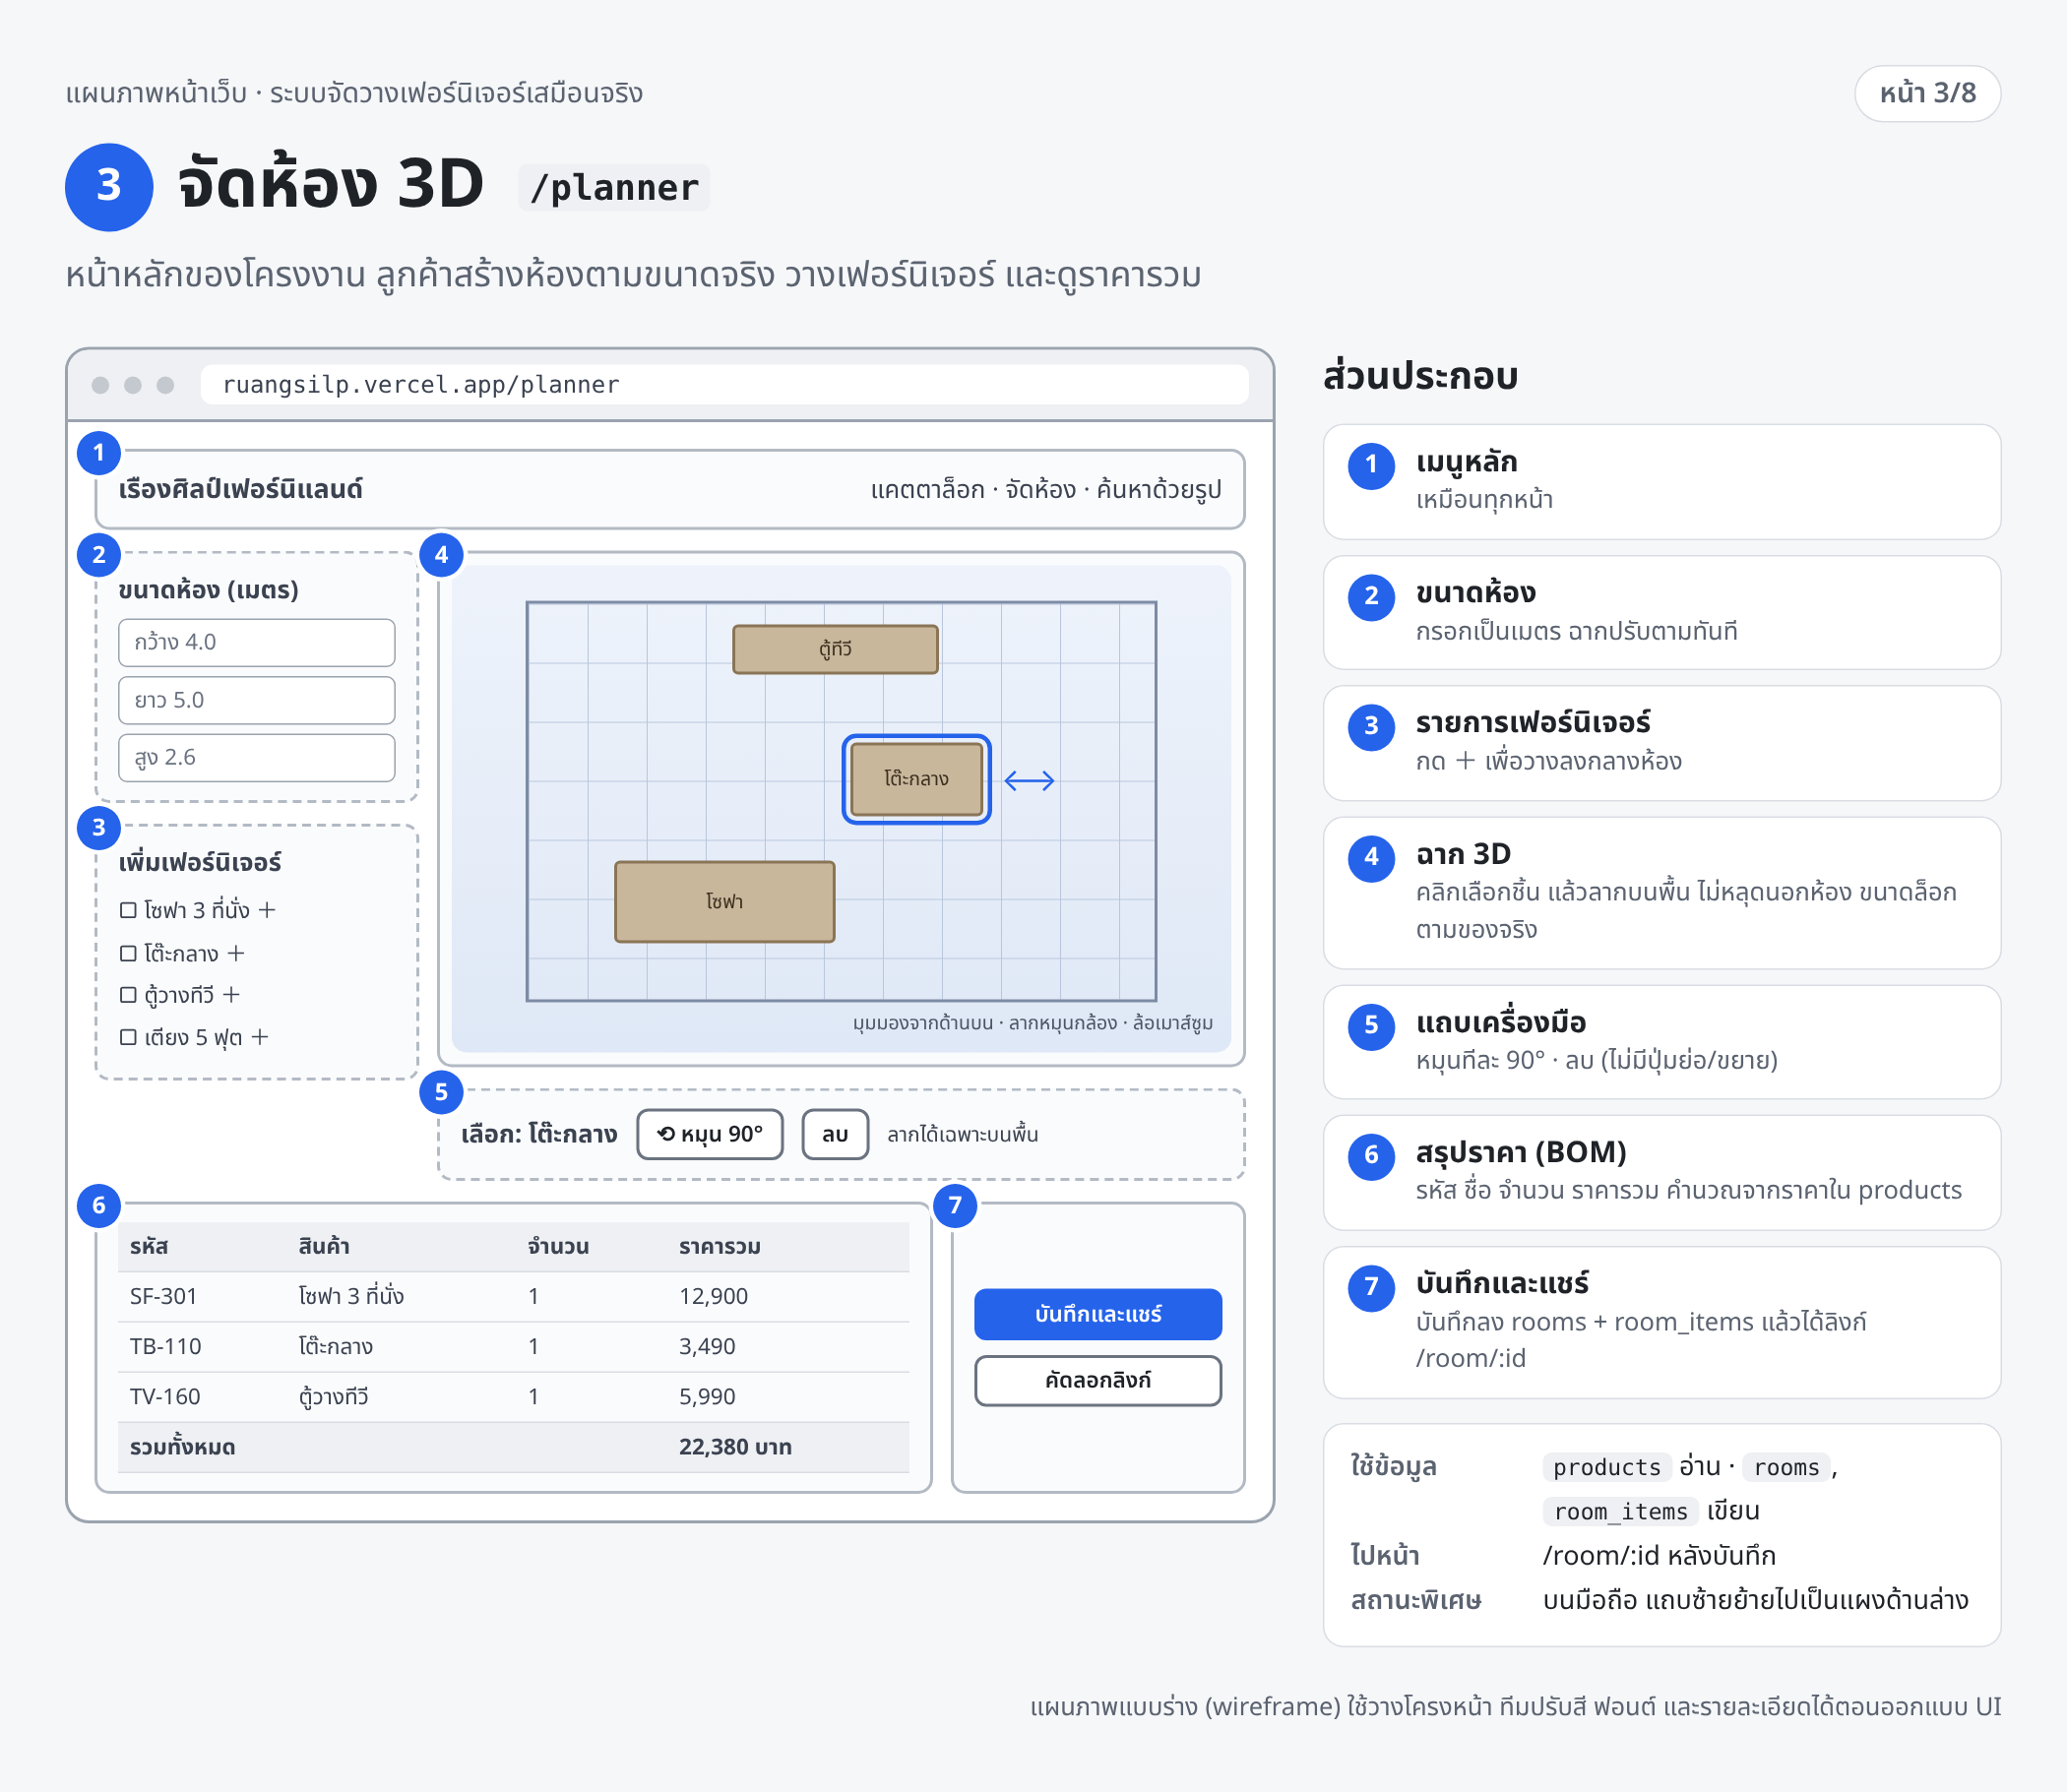 แผนภาพหน้าเว็บ · ระบบจัดวางเฟอร์นิเจอร์เสมือนจริง
หน้า 3/8
3 จัดห้อง 3D /planner
หน้าหลักของโครงงาน ลูกค้าสร้างห้องตามขนาดจริง วางเฟอร์นิเจอร์ และดูราคารวม
ruangsilp.vercel.app/planner
1
เรืองศิลป์เฟอร์นิแลนด์
แคตตาล็อก · จัดห้อง · ค้นหาด้วยรูป
2
ขนาดห้อง (เมตร)
กว้าง 4.0
ยาว 5.0
สูง 2.6
3
เพิ่มเฟอร์นิเจอร์
☐ โซฟา 3 ที่นั่ง ＋
☐ โต๊ะกลาง ＋
☐ ตู้วางทีวี ＋
☐ เตียง 5 ฟุต ＋
4
ตู้ทีวี
โต๊ะกลาง
โซฟา
มุมมองจากด้านบน · ลากหมุนกล้อง · ล้อเมาส์ซูม
5
เลือก: โต๊ะกลาง ⟲ หมุน 90° ลบ ลากได้เฉพาะบนพื้น
6
รหัส สินค้า จำนวน ราคารวม
SF-301 โซฟา 3 ที่นั่ง 1 12,900
TB-110 โต๊ะกลาง 1 3,490
TV-160 ตู้วางทีวี 1 5,990
รวมทั้งหมด 22,380 บาท
7
บันทึกและแชร์
คัดลอกลิงก์
ส่วนประกอบ
1 เมนูหลัก
เหมือนทุกหน้า
2 ขนาดห้อง
กรอกเป็นเมตร ฉากปรับตามทันที
3 รายการเฟอร์นิเจอร์
กด ＋ เพื่อวางลงกลางห้อง
4 ฉาก 3D
คลิกเลือกชิ้น แล้วลากบนพื้น ไม่หลุดนอกห้อง ขนาดล็อก
ตามของจริง
5 แถบเครื่องมือ
หมุนทีละ 90° · ลบ (ไม่มีปุ่มย่อ/ขยาย)
6 สรุปราคา (BOM)
รหัส ชื่อ จำนวน ราคารวม คำนวณจากราคาใน products
7 บันทึกและแชร์
บันทึกลง rooms + room_items แล้วได้ลิงก์
/room/:id
ใช้ข้อมูล products อ่าน · rooms,
room_items เขียน
ไปหน้า /room/:id หลังบันทึก
สถานะพิเศษ บนมือถือ แถบซ้ายย้ายไปเป็นแผงด้านล่าง
แผนภาพแบบร่าง (wireframe) ใช้วางโครงหน้า ทีมปรับสี ฟอนต์ และรายละเอียดได้ตอนออกแบบ UI